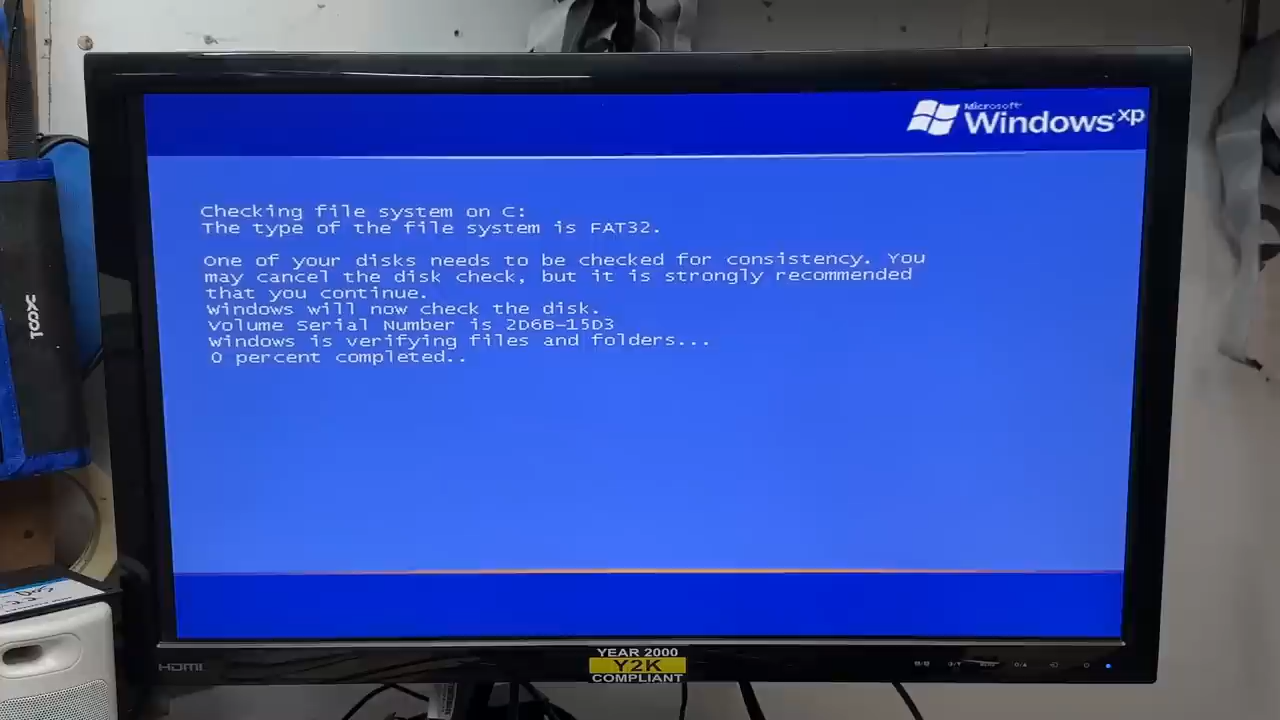 Microsoft
Windows xp
Checking file system on C:
The type of the file system is FAT32.
One of your disks needs to be checked for consistency. You
may cancel the disk check, but it is strongly recommended
that you continue.
Windows will now check the disk.
Volume Serial Number is 2D6B-15D3
Windows is verifying files and folders...
0 percent completed..
HDMI
YEAR 2000
Y2K
COMPLIANT